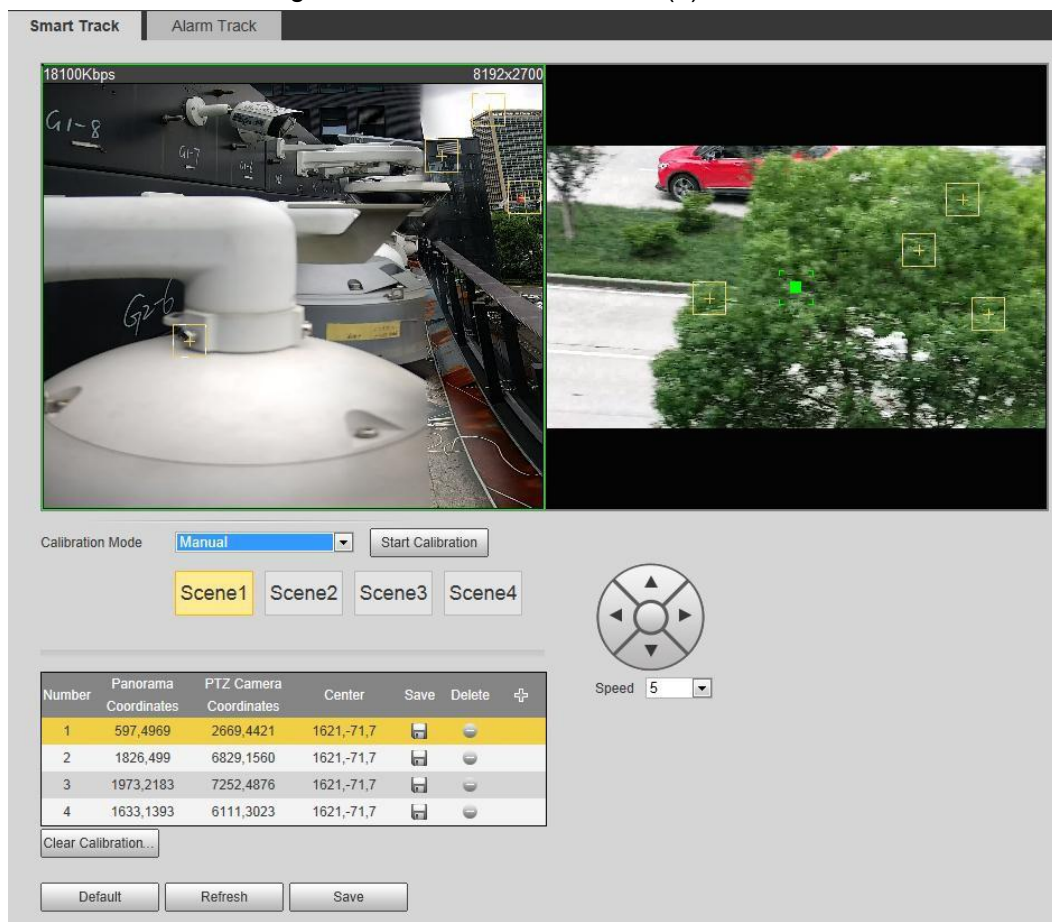 Smart Track Alarm Track
18100Kbps 8192x2700
G1-8
G1-7
G2-6
Calibration Mode Manual Start Calibration
Scene1 Scene2 Scene3 Scene4
Speed 5
Number Panorama Coordinates PTZ Camera Coordinates Center Save Delete
1 597,4969 2669,4421 1621,-71,7
2 1826,499 6829,1560 1621,-71,7
3 1973,2183 7252,4876 1621,-71,7
4 1633,1393 6111,3023 1621,-71,7
Clear Calibration...
Default Refresh Save